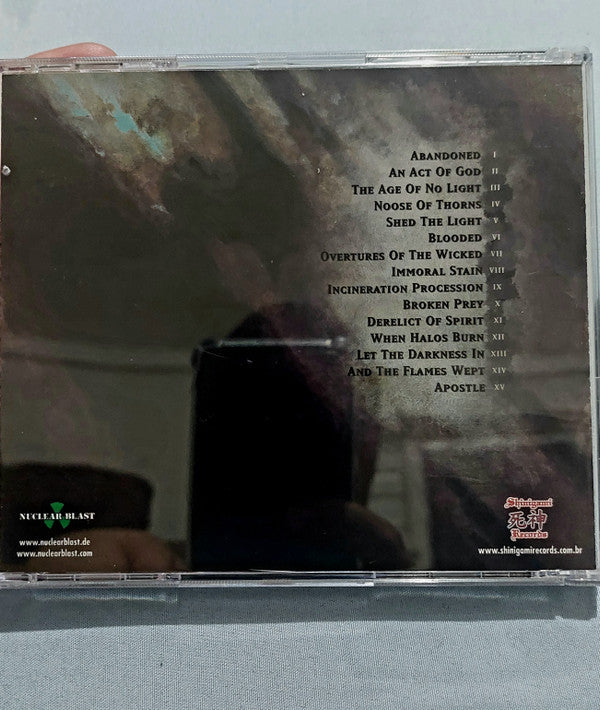 ABANDONED I
AN ACT OF GOD II
THE AGE OF NO LIGHT III
NOOSE OF THORNS IV
SHED THE LIGHT V
BLOODED VI
OVERTURES OF THE WICKED VII
IMMORAL STAIN VIII
INCINERATION PROCESSION IX
BROKEN PREY X
DERELICT OF SPIRIT XI
WHEN HALOS BURN XII
LET THE DARKNESS IN XIII
AND THE FLAMES WEPT XIV
APOSTLE XV
NUCLEAR BLAST
www.nuclearblast.de
www.nuclearblast.com
Shinigami
死神
Records
www.shinigamirecords.com.br